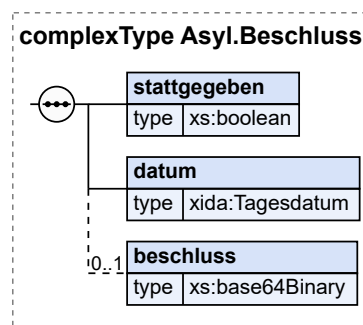 complexType Asyl.Beschluss
stattgegeben
type xs:boolean
datum
type xida:Tagesdatum
0..1
beschluss
type xs:base64Binary